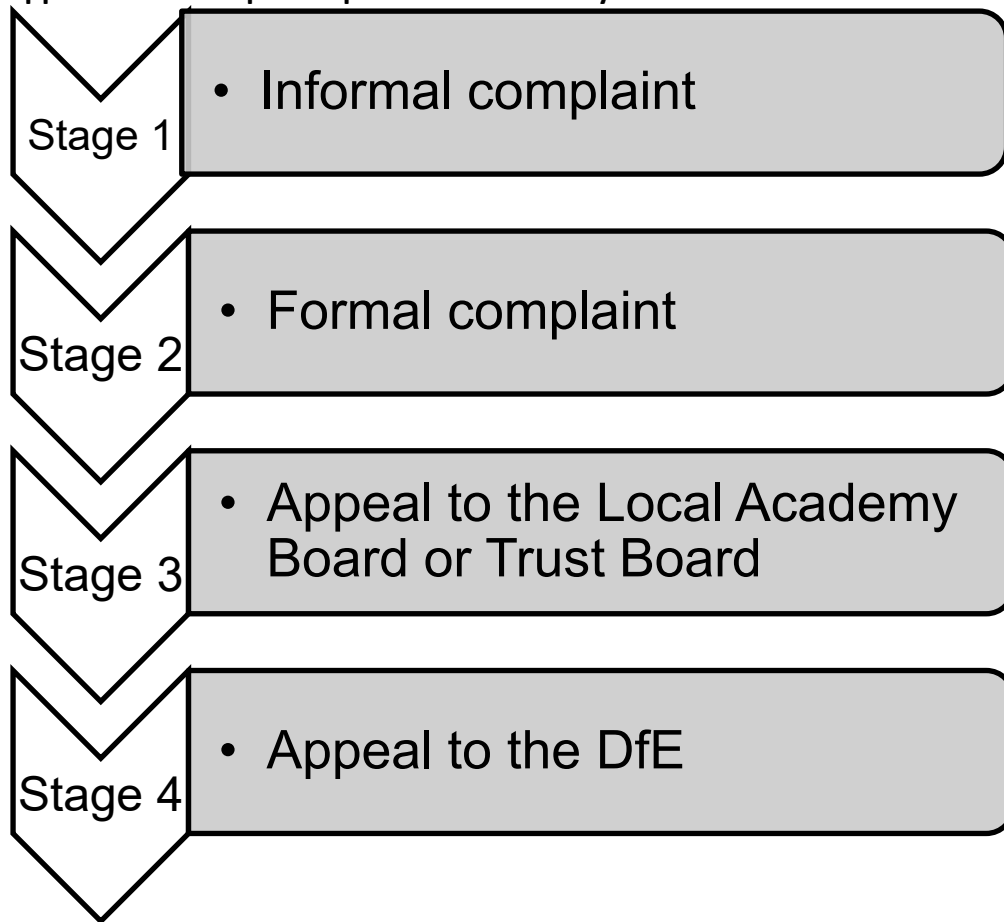 Stage 1
• Informal complaint
Stage 2
• Formal complaint
Stage 3
• Appeal to the Local Academy
Board or Trust Board
Stage 4
• Appeal to the DfE